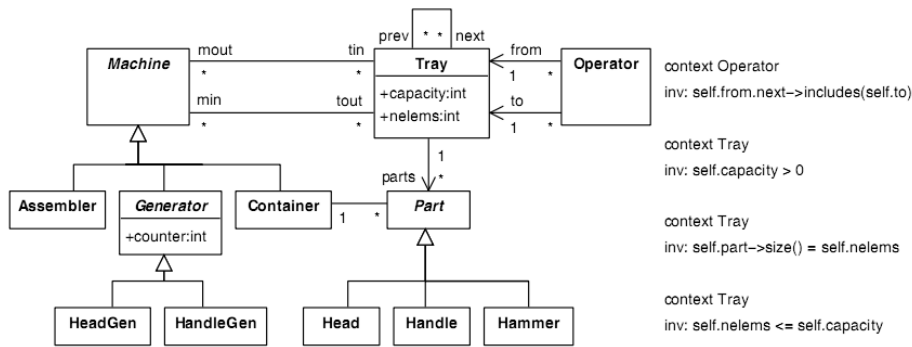 prev * * next
Machine
mout tin
* *
min tout
* *
Tray
+capacity:int
+nelems:int
from
1 *
to
1 *
Operator
1
parts *
Assembler
Generator
+counter:int
Container
1 *
Part
HeadGen
HandleGen
Head
Handle
Hammer
context Operator
inv: self.from.next->includes(self.to)
context Tray
inv: self.capacity > 0
context Tray
inv: self.part->size() = self.nelems
context Tray
inv: self.nelems <= self.capacity